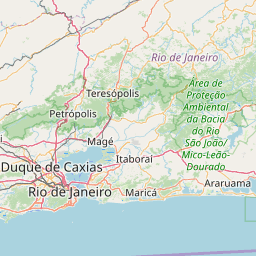 Rio de Janeiro
Teresópolis
Área de
Proteção
Ambiental
da Bacia
do Rio
São João/
Mico-Leão-
Dourado
Petrópolis
Magé
Duque de Caxias
Itaboraí
Araruama
Rio de Janeiro
Maricá